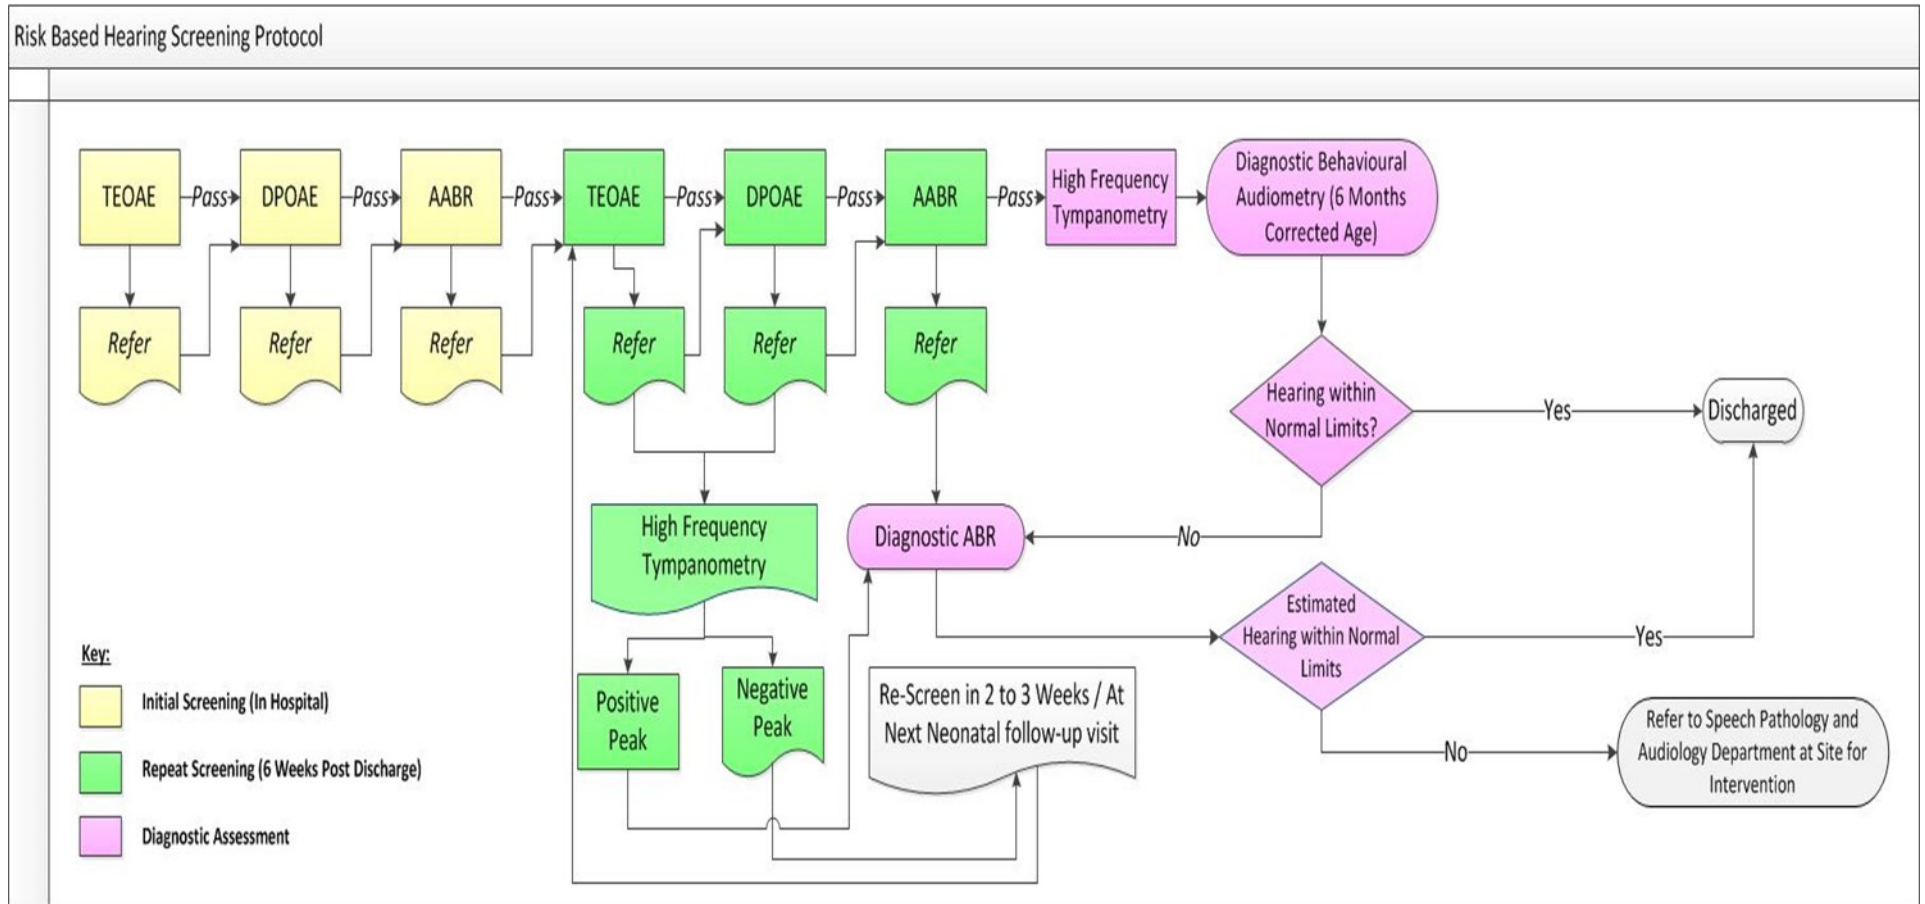 Risk Based Hearing Screening Protocol
TEOAE
Pass
DPOAE
Pass
AABR
Pass
TEOAE
Pass
DPOAE
Pass
AABR
Pass
High Frequency
Tympanometry
Diagnostic Behavioural
Audiometry (6 Months
Corrected Age)
Refer
Refer
Refer
Refer
Refer
Refer
Hearing within
Normal Limits?
Yes
Discharged
High Frequency
Tympanometry
Diagnostic ABR
No
Estimated
Hearing within Normal
Limits
Yes
Positive
Peak
Negative
Peak
Re-Screen in 2 to 3 Weeks / At
Next Neonatal follow-up visit
No
Refer to Speech Pathology and
Audiology Department at Site for
Intervention
Key:
Initial Screening (In Hospital)
Repeat Screening (6 Weeks Post Discharge)
Diagnostic Assessment